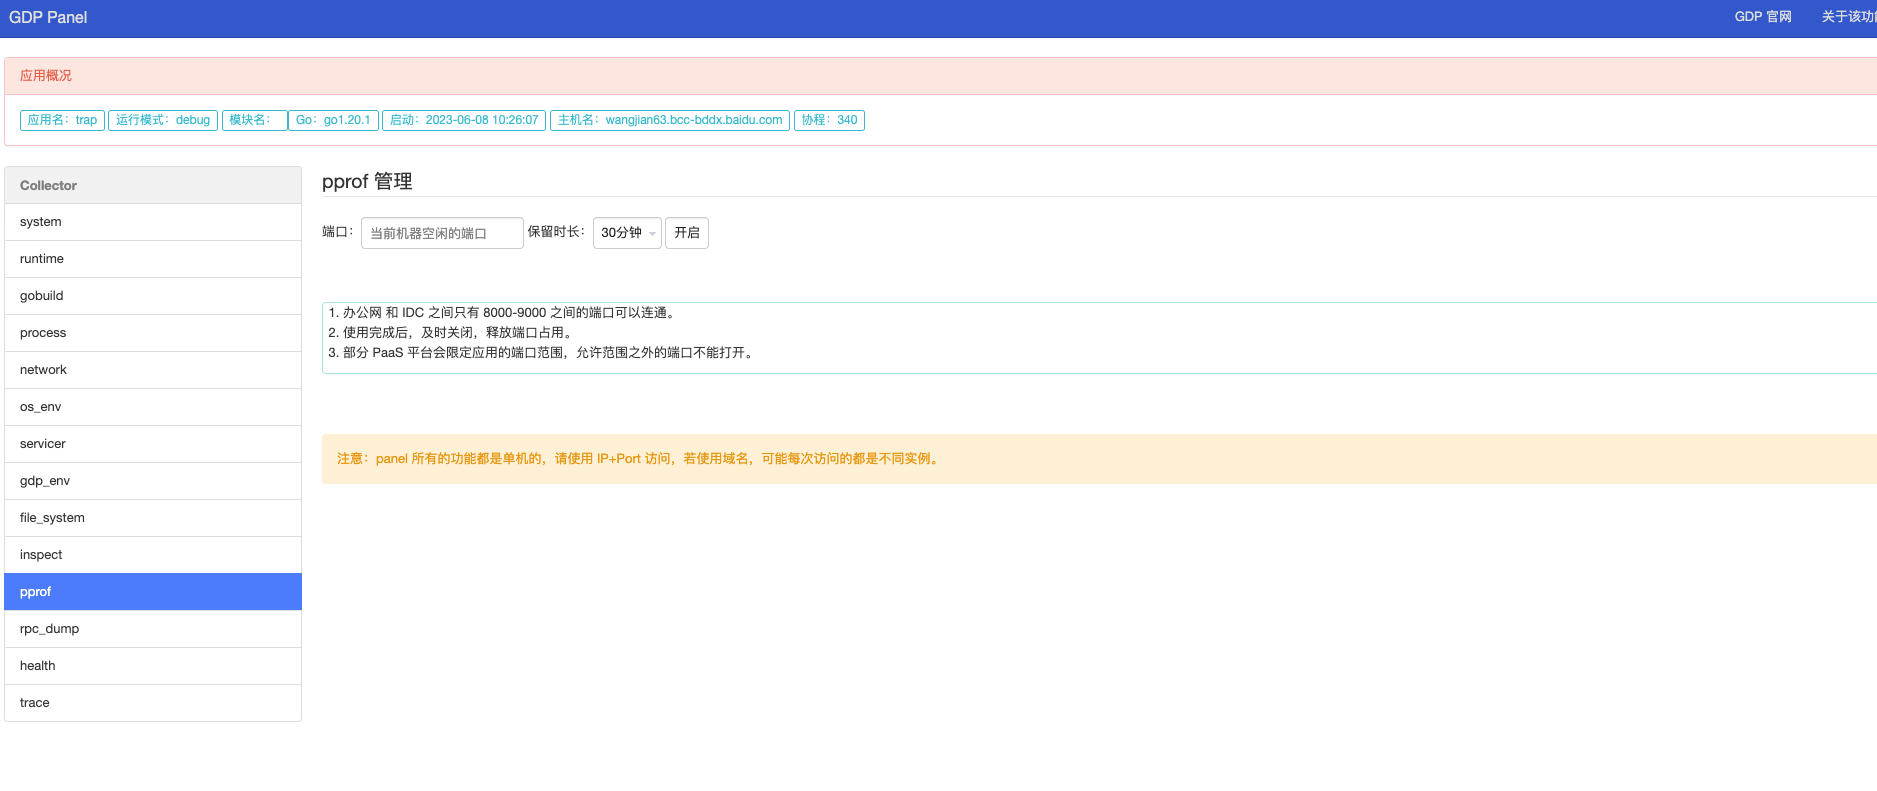 GDP Panel
GDP 官网 关于该功能
应用概况
应用名：trap 运行模式：debug 模块名： Go：go1.20.1 启动：2023-06-08 10:26:07 主机名：wangjian63.bcc-bddx.baidu.com 协程：340
Collector
system
runtime
gobuild
process
network
os_env
servicer
gdp_env
file_system
inspect
pprof
rpc_dump
health
trace
pprof 管理
端口： 当前机器空闲的端口 保留时长： 30分钟 开启
1. 办公网 和 IDC 之间只有 8000-9000 之间的端口可以连通。
2. 使用完成后，及时关闭，释放端口占用。
3. 部分 PaaS 平台会限定应用的端口范围，允许范围之外的端口不能打开。
注意：panel 所有的功能都是单机的，请使用 IP+Port 访问，若使用域名，可能每次访问的都是不同实例。